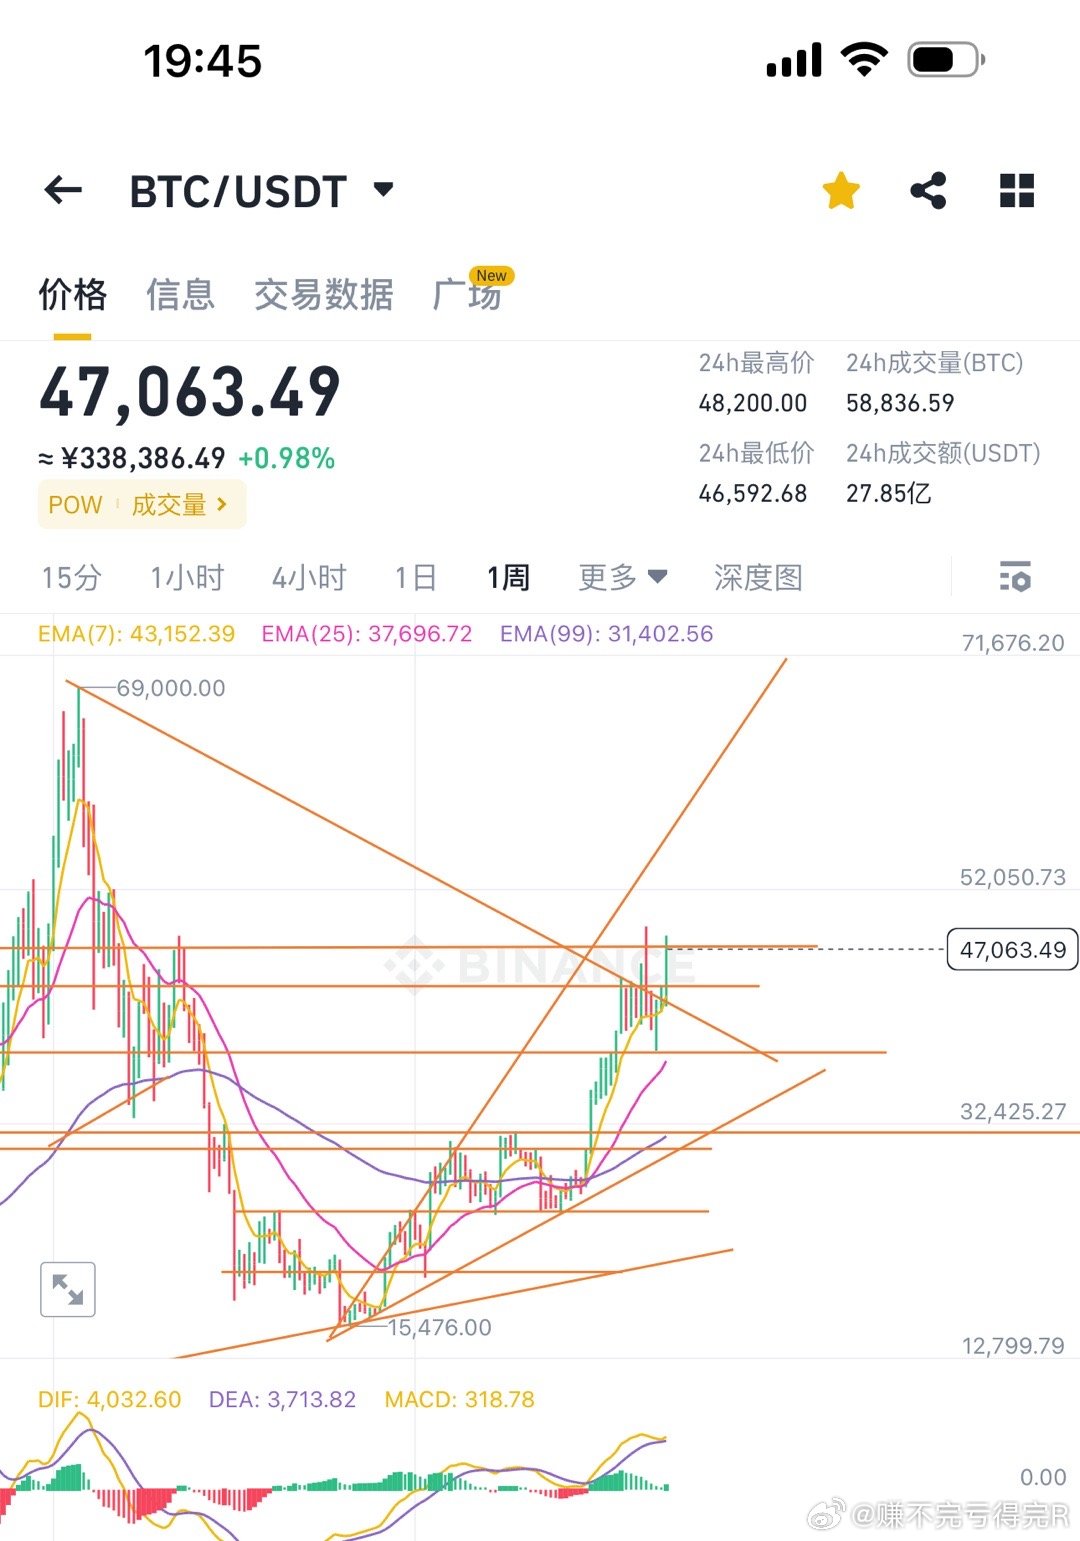 19:45
BTC/USDT
价格 信息 交易数据 广场 New
47,063.49
≈ ¥338,386.49 +0.98%
POW 成交量
24h最高价 24h成交量(BTC)
48,200.00 58,836.59
24h最低价 24h成交额(USDT)
46,592.68 27.85亿
15分 1小时 4小时 1日 1周 更多 深度图
EMA(7): 43,152.39 EMA(25): 37,696.72 EMA(99): 31,402.56
71,676.20
69,000.00
52,050.73
47,063.49
BINANCE
32,425.27
15,476.00
12,799.79
DIF: 4,032.60 DEA: 3,713.82 MACD: 318.78
0.00
@赚不完亏得完R